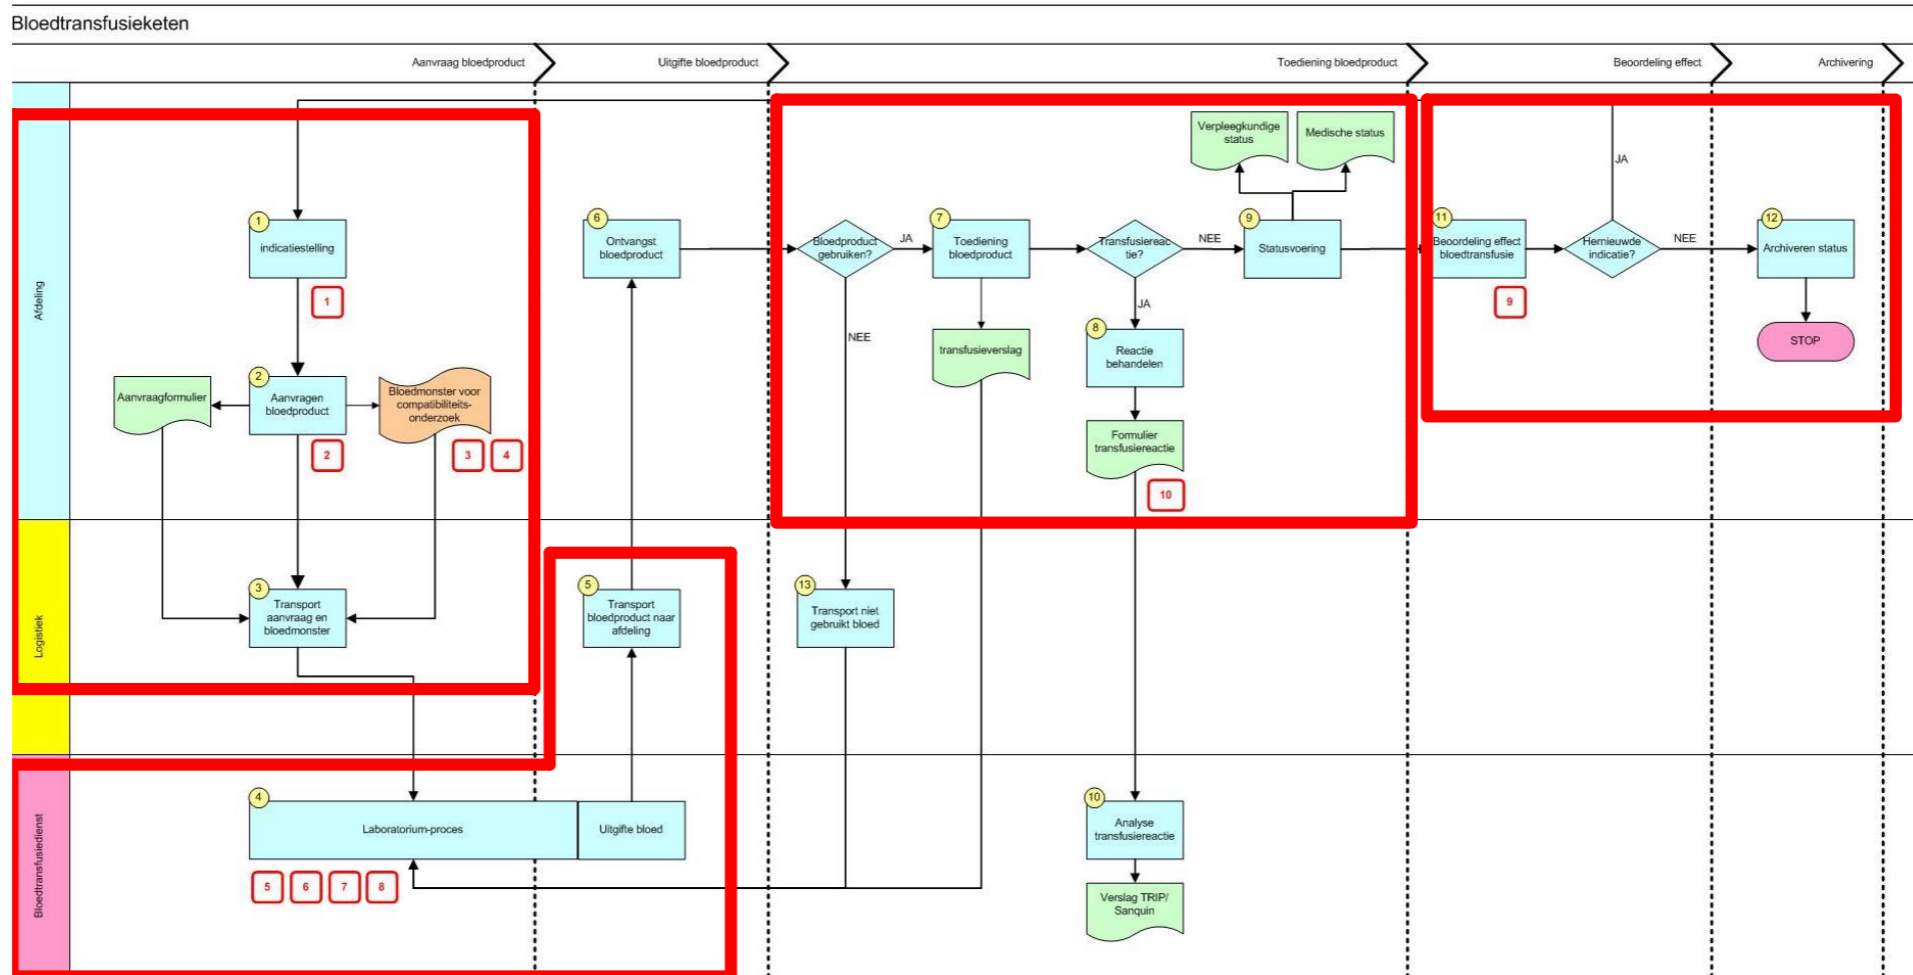 Bloedtransfusieketen
Aanvraag bloedproduct
Uitgifte bloedproduct
Toediening bloedproduct
Beoordeling effect
Archivering
Afdeling
Verpleegkundige
status
Medische status
JA
1
indicatiestelling
1
6
Ontvangst
bloedproduct
Bloedproduct
gebruiken?
JA
NEE
7
Toediening
bloedproduct
Transfusiereac
tie?
NEE
JA
9
Statusvoering
11
Beoordeling effect
bloedtransfusie
9
Hernieuwde
indicatie?
NEE
12
Archiveren status
STOP
transfusieverslag
8
Reactie
behandelen
Aanvraagformulier
2
Aanvragen
bloedproduct
2
Bloedmonster voor
compatibiliteits-
onderzoek
3
4
Formulier
transfusiereactie
10
Logistiek
3
Transport
aanvraag en
bloedmonster
5
Transport
bloedproduct naar
afdeling
13
Transport niet
gebruikt bloed
Bloedtransfusiedienst
4
Laboratorium-proces
Uitgifte bloed
5
6
7
8
10
Analyse
transfusiereactie
Verslag TRIP/
Sanquin